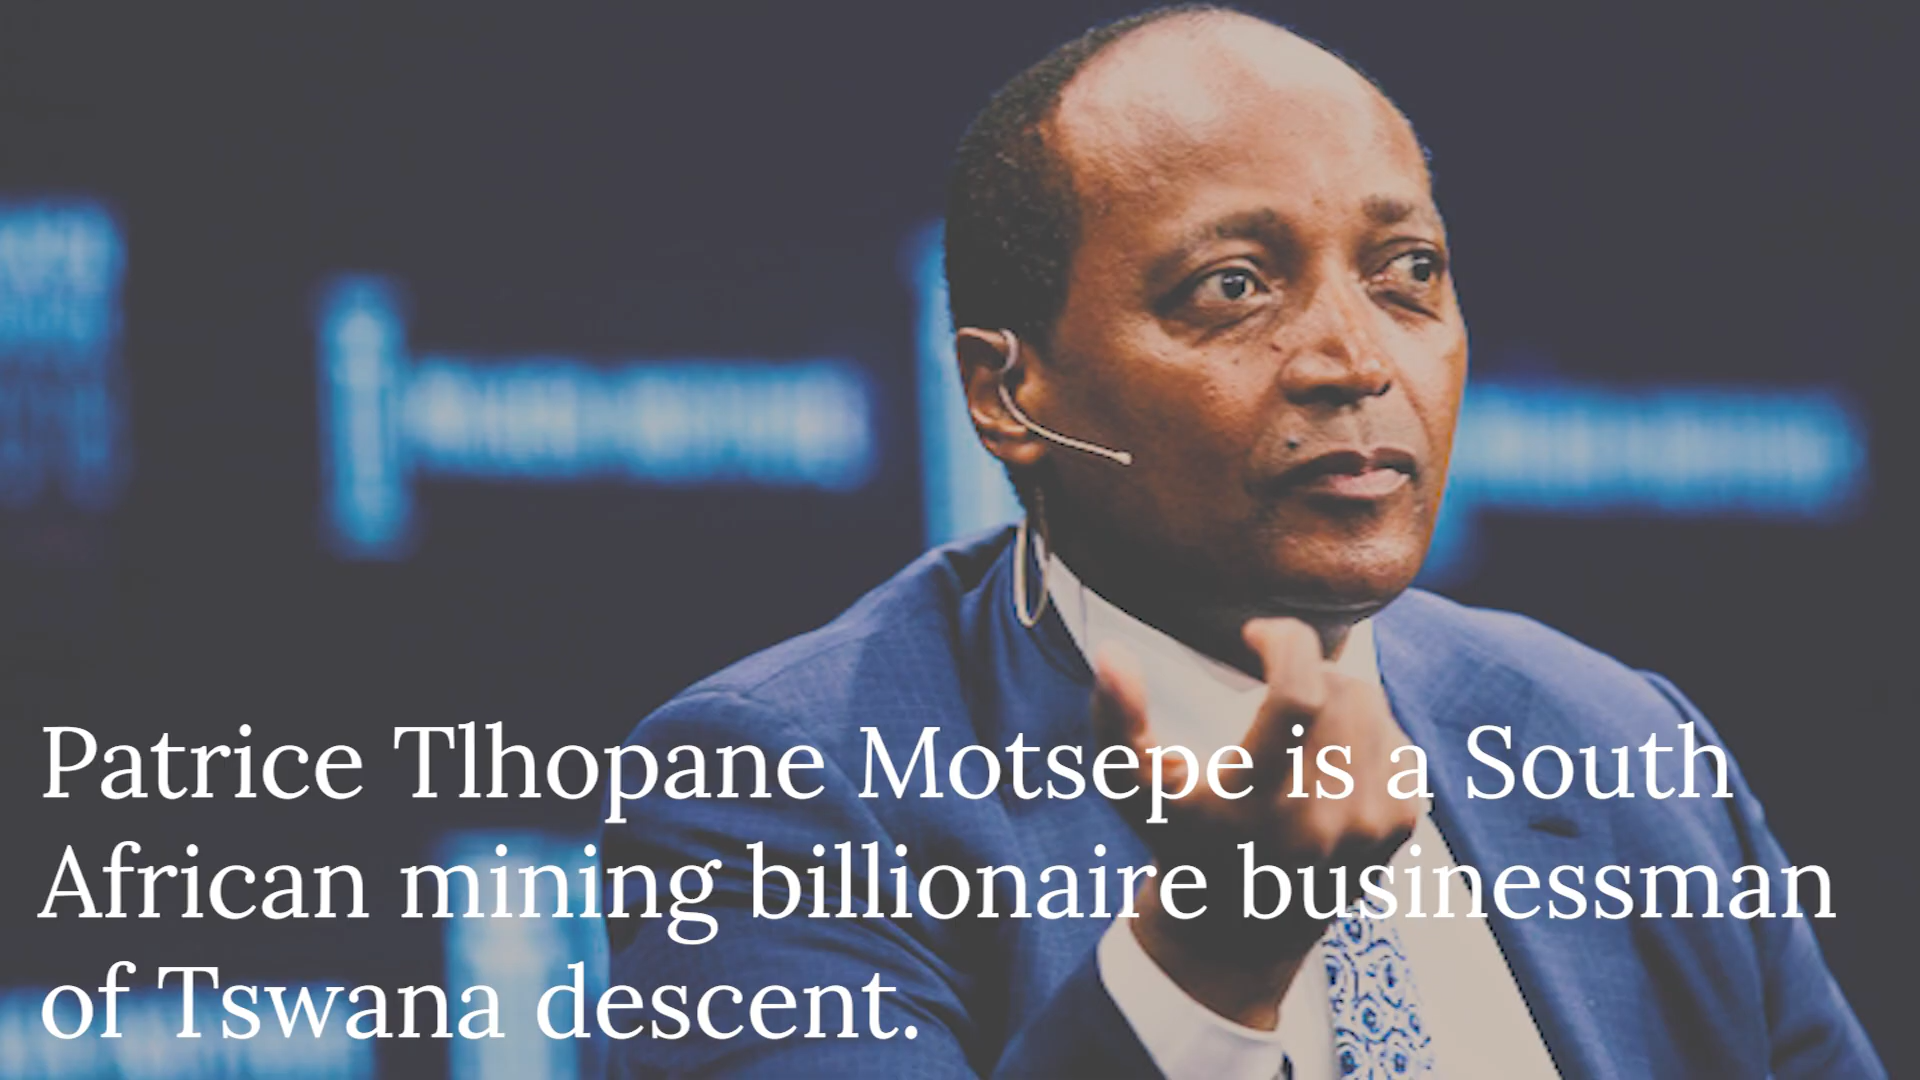 Patrice Tlhopane Motsepe is a South
African mining billionaire businessman
of Tswana descent.